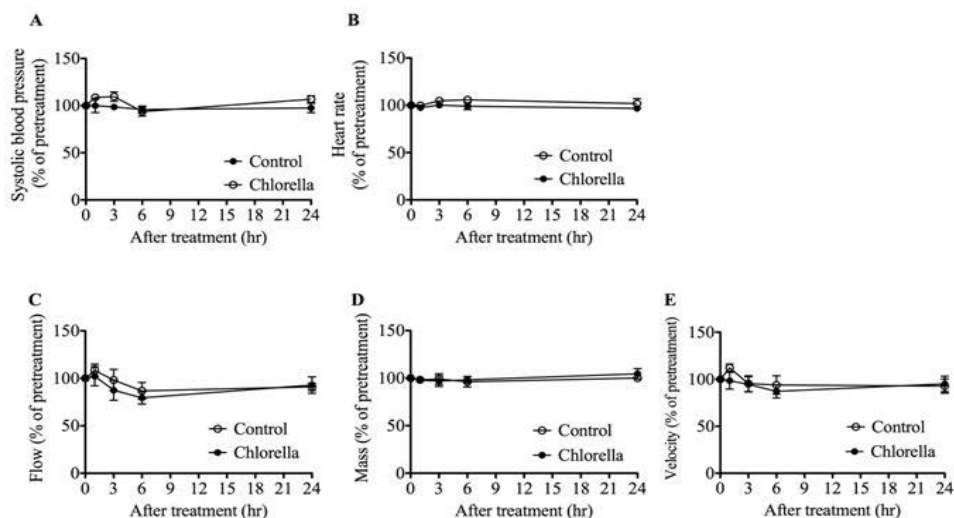 A
Systolic blood pressure
(% of pretreatment)
150
100
50
0
Control
Chlorella
0 3 6 9 12 15 18 21 24
After treatment (hr)
B
Heart rate
(% of pretreatment)
150
100
50
0
Control
Chlorella
0 3 6 9 12 15 18 21 24
After treatment (hr)
C
Flow (% of pretreatment)
150
100
50
0
Control
Chlorella
0 3 6 9 12 15 18 21 24
After treatment (hr)
D
Mass (% of pretreatment)
150
100
50
0
Control
Chlorella
0 3 6 9 12 15 18 21 24
After treatment (hr)
E
Velocity (% of pretreatment)
150
100
50
0
Control
Chlorella
0 3 6 9 12 15 18 21 24
After treatment (hr)